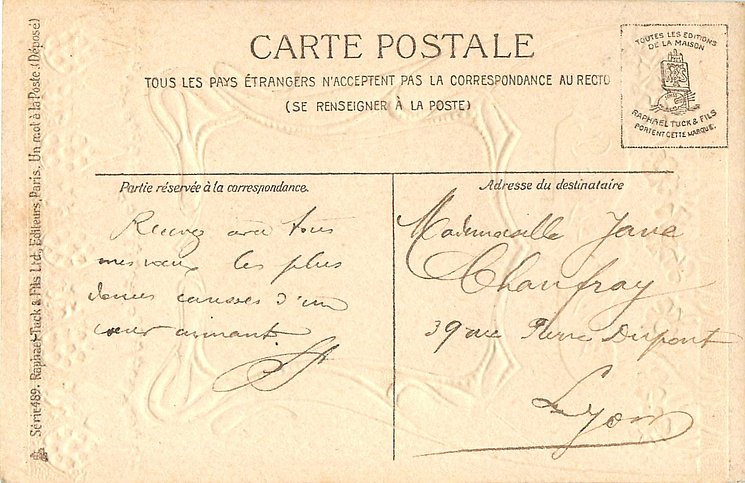 CARTE POSTALE
TOUS LES PAYS ÉTRANGERS N'ACCEPTENT PAS LA CORRESPONDANCE AU RECTO
(SE RENSEIGNER À LA POSTE)
TOUTES LES EDITIONS
DE LA MAISON
RAPHAEL TUCK & FILS
PORTENT CETTE MARQUE.
Série 489. Raphael Tuck & Fils Ltd, Editeurs, Paris. Un mot à la Poste. (Déposé)
Partie réservée à la correspondance.
Recevez avec tous
mes vœux les plus
douces caresses d'un
cœur aimant
Adresse du destinataire
Mademoiselle Jane
Chaufray
39 rue Pierre Dupont
Lyon